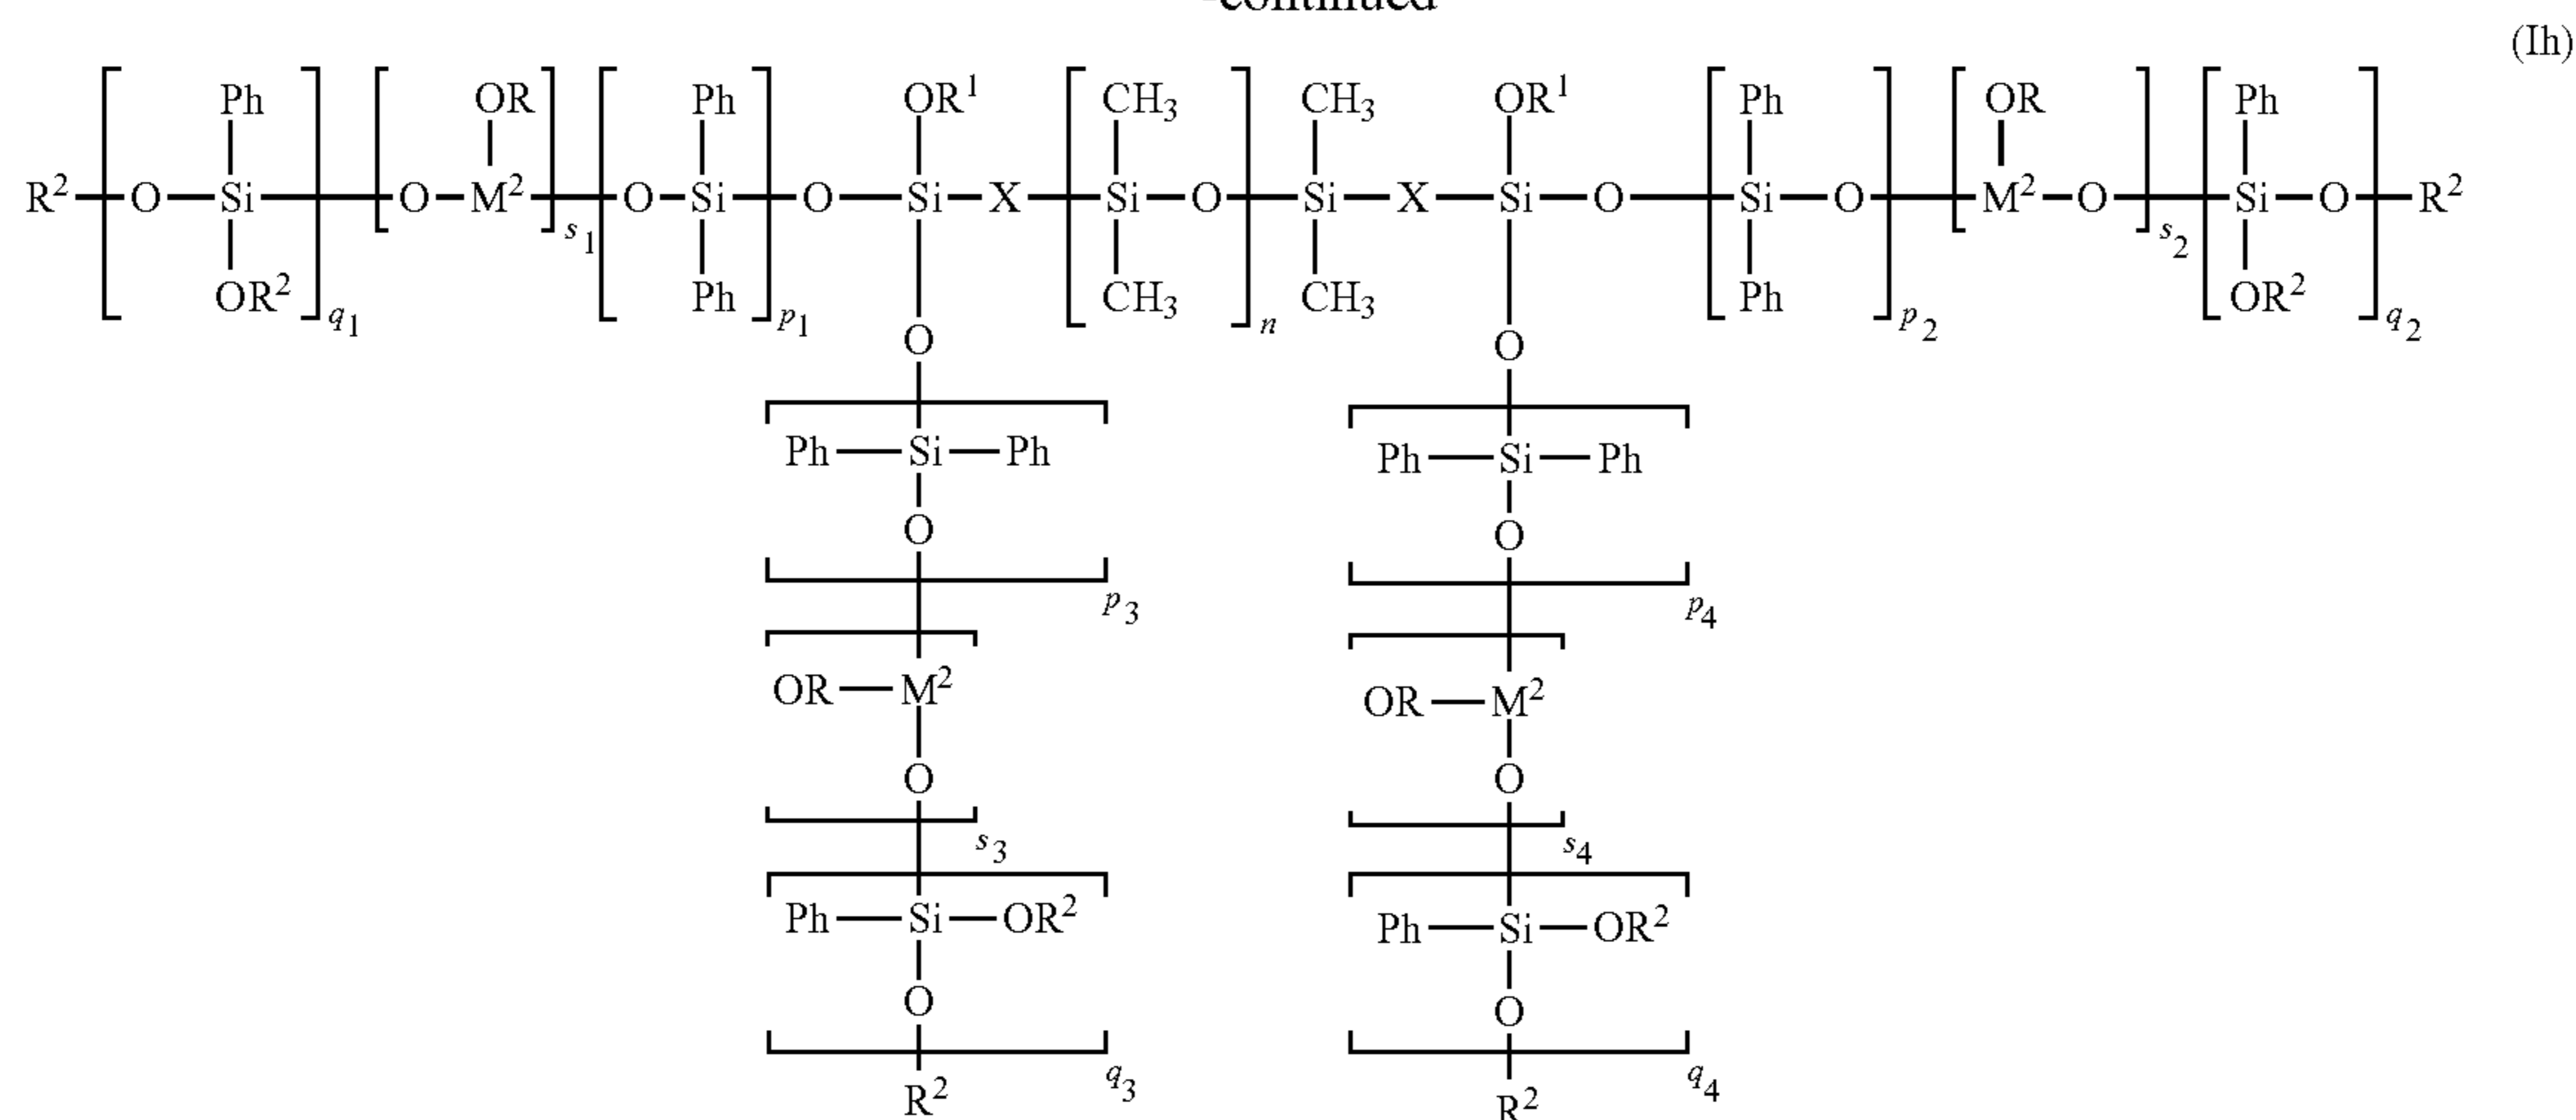 -continued
(Ih)
Ph OR Ph OR¹ CH₃ CH₃ OR¹ Ph OR Ph
R² O Si O M² O Si O Si X Si O Si X Si O Si O M² O Si O R²
OR² Ph CH₃ CH₃ Ph OR²
q₁ s₁ p₁ n p₂ s₂ q₂
O O
Ph Si Ph Ph Si Ph
O O
p₃ p₄
OR M² OR M²
O O
s₃ s₄
Ph Si OR² Ph Si OR²
O O
q₃ q₄
R² R²